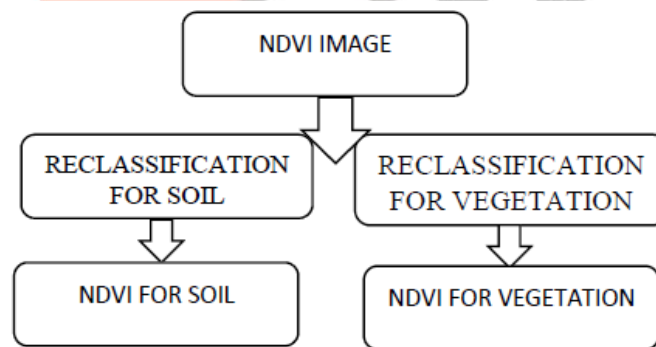 NDVI IMAGE
RECLASSIFICATION
FOR SOIL
RECLASSIFICATION
FOR VEGETATION
NDVI FOR SOIL
NDVI FOR VEGETATION